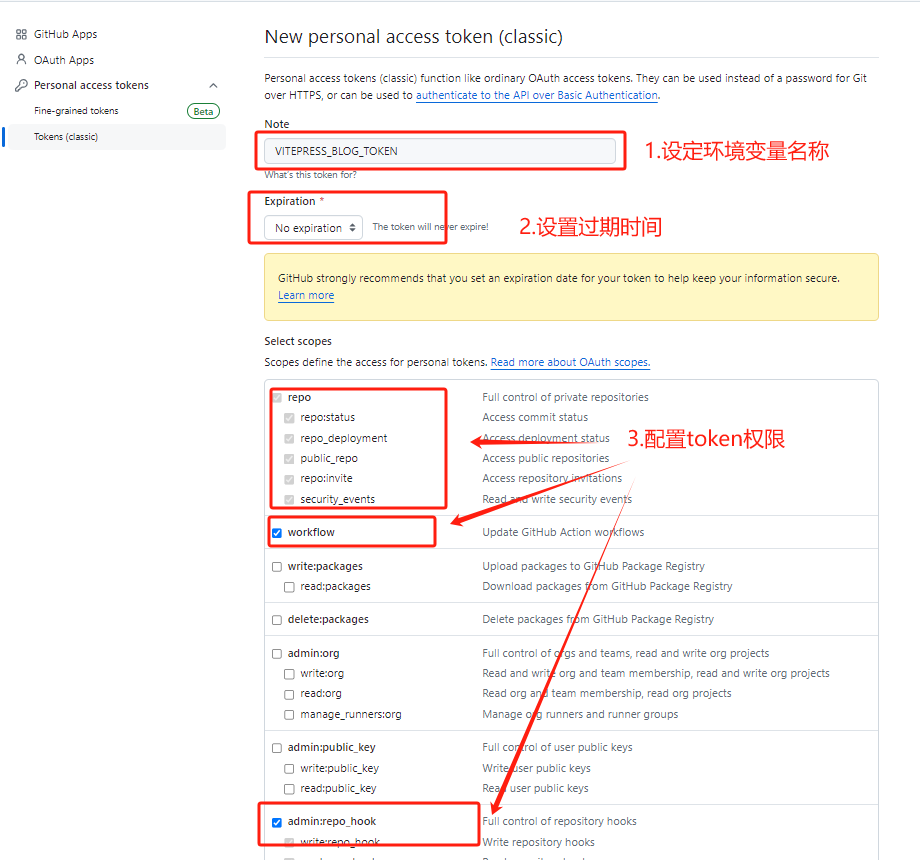 GitHub Apps
OAuth Apps
Personal access tokens
Fine-grained tokens Beta
Tokens (classic)
New personal access token (classic)
Personal access tokens (classic) function like ordinary OAuth access tokens. They can be used instead of a password for Git
over HTTPS, or can be used to authenticate to the API over Basic Authentication.
Note
VITEPRESS_BLOG_TOKEN
1.设定环境变量名称
What's this token for?
Expiration *
No expiration The token will never expire!
2.设置过期时间
GitHub strongly recommends that you set an expiration date for your token to help keep your information secure.
Learn more
Select scopes
Scopes define the access for personal tokens. Read more about OAuth scopes.
repo Full control of private repositories
repo:status Access commit status
repo_deployment Access deployment status
3.配置token权限
public_repo Access public repositories
repo:invite Access repository invitations
security_events Read and write security events
workflow Update GitHub Action workflows
write:packages Upload packages to GitHub Package Registry
read:packages Download packages from GitHub Package Registry
delete:packages Delete packages from GitHub Package Registry
admin:org Full control of orgs and teams, read and write org projects
write:org Read and write org and team membership, read and write org projects
read:org Read org and team membership, read org projects
manage_runners:org Manage org runners and runner groups
admin:public_key Full control of user public keys
write:public_key Write user public keys
read:public_key Read user public keys
admin:repo_hook Full control of repository hooks
write:repo_hook Write repository hooks